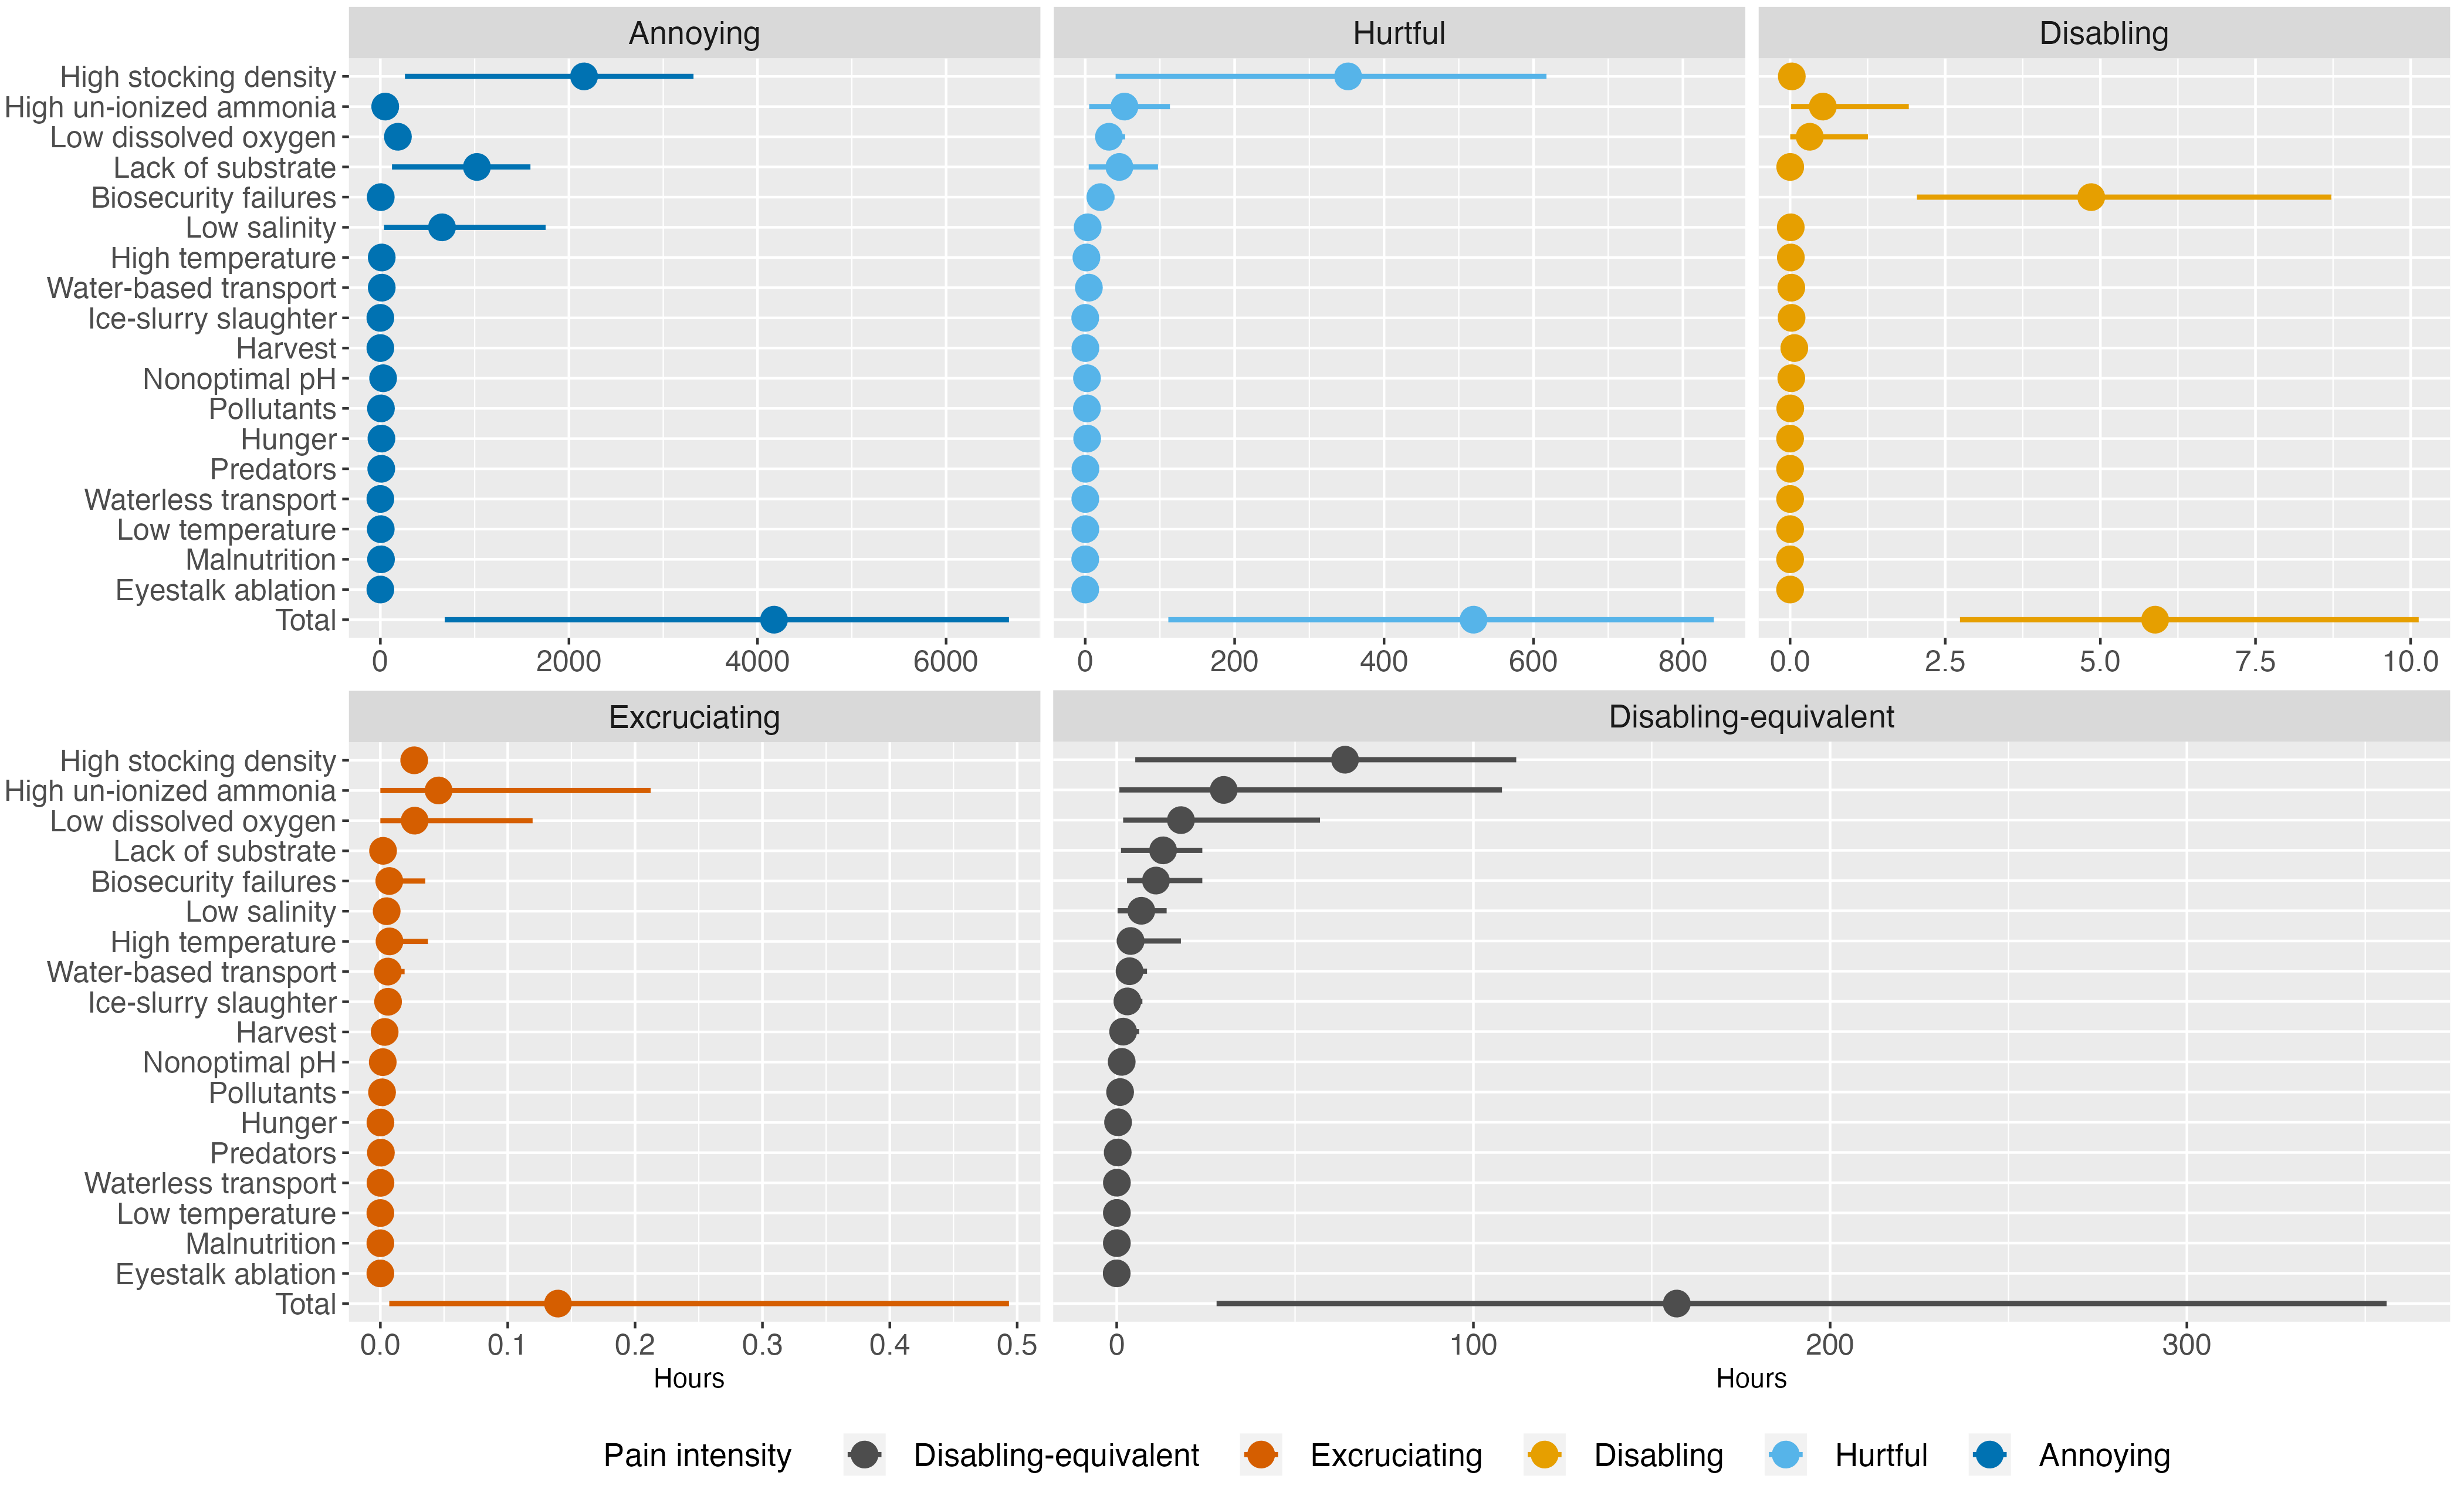 Annoying Hurtful Disabling
High stocking density
High un-ionized ammonia
Low dissolved oxygen
Lack of substrate
Biosecurity failures
Low salinity
High temperature
Water-based transport
Ice-slurry slaughter
Harvest
Nonoptimal pH
Pollutants
Hunger
Predators
Waterless transport
Low temperature
Malnutrition
Eyestalk ablation
Total
0 2000 4000 6000 0 200 400 600 800 0.0 2.5 5.0 7.5 10.0
Excruciating Disabling-equivalent
High stocking density
High un-ionized ammonia
Low dissolved oxygen
Lack of substrate
Biosecurity failures
Low salinity
High temperature
Water-based transport
Ice-slurry slaughter
Harvest
Nonoptimal pH
Pollutants
Hunger
Predators
Waterless transport
Low temperature
Malnutrition
Eyestalk ablation
Total
0.0 0.1 0.2 0.3 0.4 0.5 0 100 200 300
Hours Hours
Pain intensity Disabling-equivalent Excruciating Disabling Hurtful Annoying